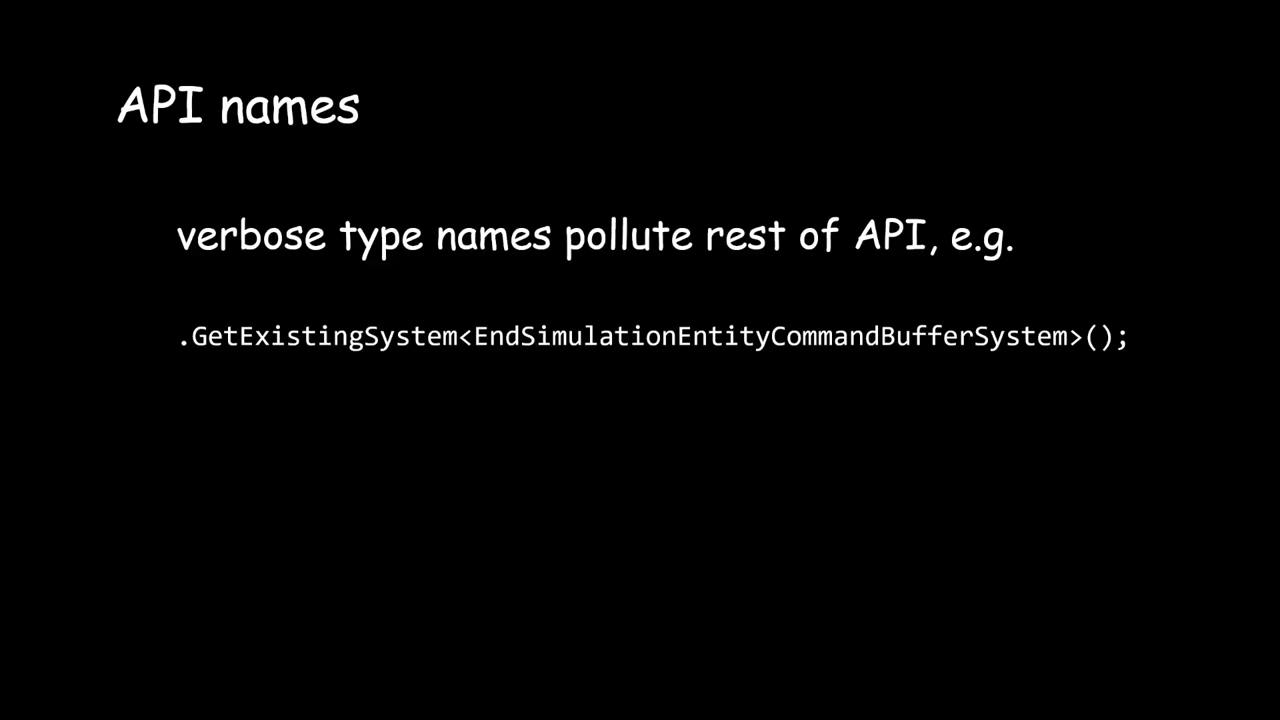 API names
verbose type names pollute rest of API, e.g.
.GetExistingSystem<EndSimulationEntityCommandBufferSystem>();